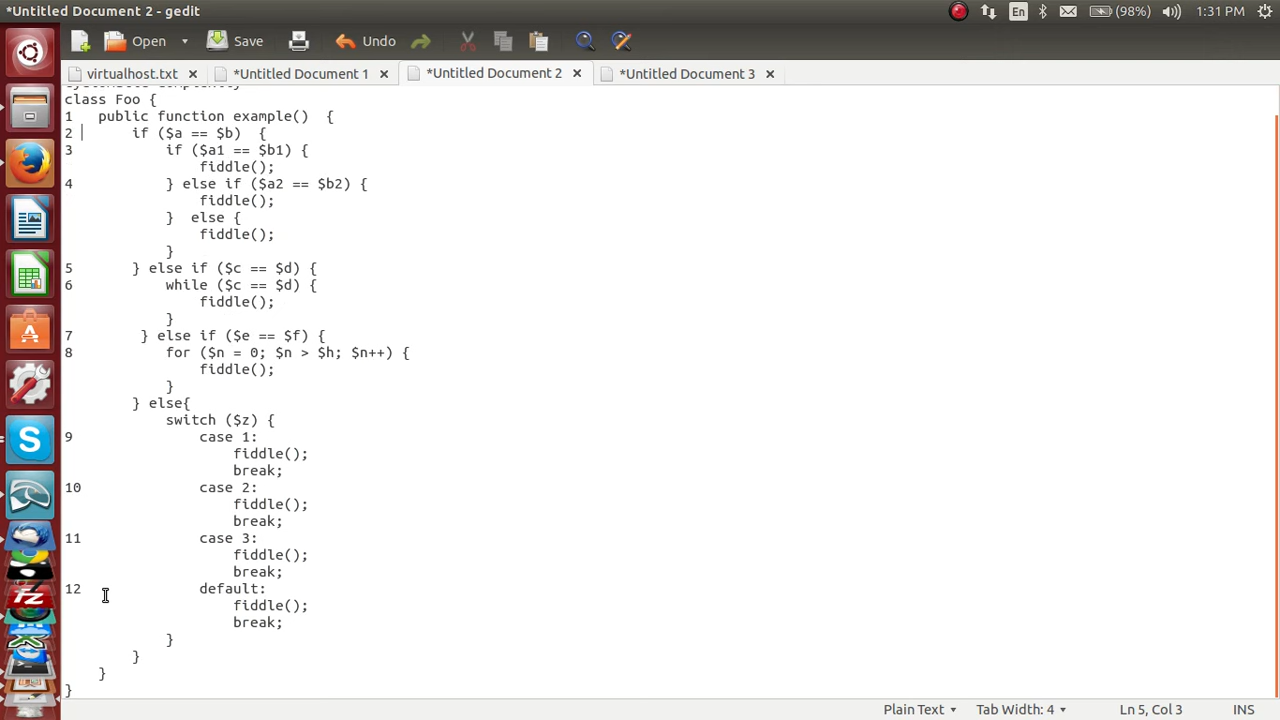 *Untitled Document 2 - gedit
En
(98%)
1:31 PM
Open
Save
Undo
virtualhost.txt × *Untitled Document 1 × *Untitled Document 2 × *Untitled Document 3 ×
class Foo {
1 public function example() {
2 if ($a == $b) {
3 if ($a1 == $b1) {
fiddle();
4 } else if ($a2 == $b2) {
fiddle();
} else {
fiddle();
}
5 } else if ($c == $d) {
6 while ($c == $d) {
fiddle();
}
7 } else if ($e == $f) {
8 for ($n = 0; $n > $h; $n++) {
fiddle();
}
} else{
switch ($z) {
9 case 1:
fiddle();
break;
10 case 2:
fiddle();
break;
11 case 3:
fiddle();
break;
12 default:
fiddle();
break;
}
}
}
}
Plain Text Tab Width: 4 Ln 5, Col 3 INS